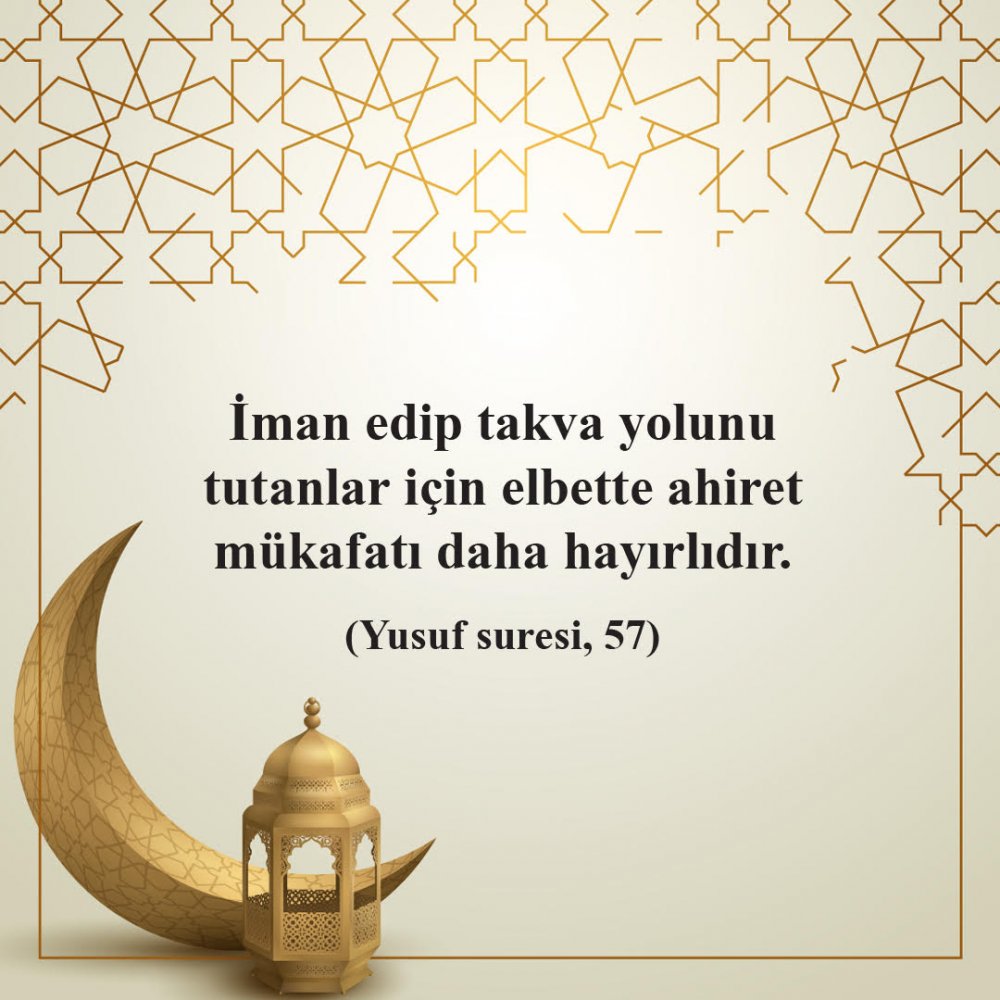 İman edip takva yolunu
tutanlar için elbette ahiret
mükafatı daha hayırlıdır.
(Yusuf suresi, 57)